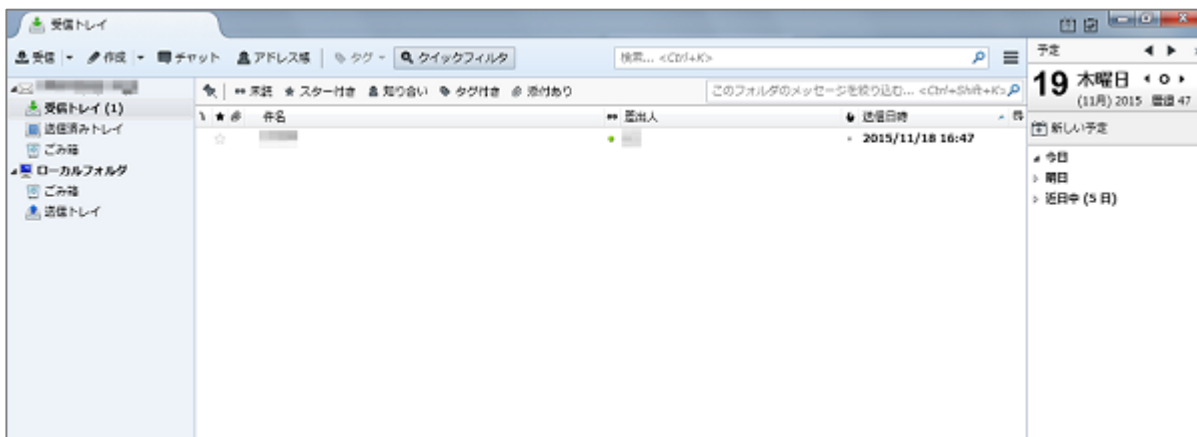 受信トレイ
受信 作成 チャット アドレス帳 タグ クイックフィルタ 検索... <Ctrl+K>
未読 スター付き 知り合い タグ付き 添付あり このフォルダのメッセージを絞り込む... <Ctrl+Shift+K>
件名 差出人 送信日時
2015/11/18 16:47
受信トレイ (1)
送信済みトレイ
ごみ箱
ローカルフォルダ
ごみ箱
送信トレイ
予定
19 木曜日
(11月) 2015 暦週 47
新しい予定
今日
明日
近日中 (5 日)